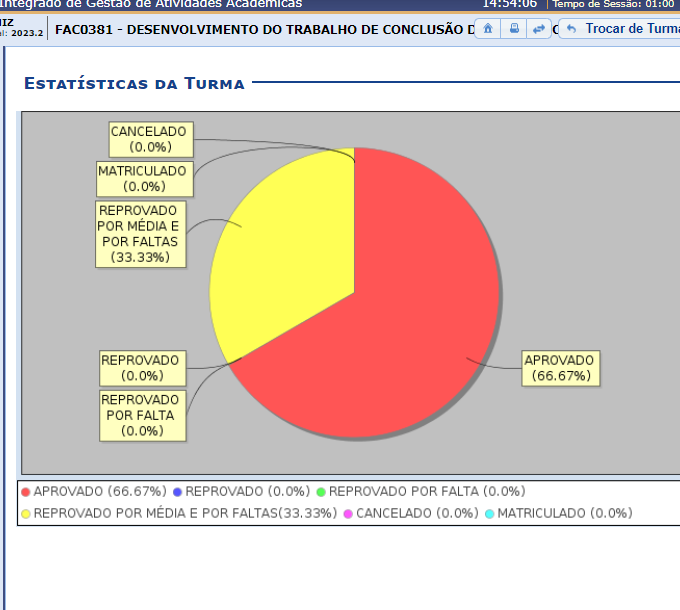 Integrado de Gestão de Atividades Acadêmicas 14:54:06 Tempo de Sessão: 01:00
2023.2 FAC0381 - DESENVOLVIMENTO DO TRABALHO DE CONCLUSÃO Trocar de Turma
ESTATÍSTICAS DA TURMA
CANCELADO
(0.0%)
MATRICULADO
(0.0%)
REPROVADO
POR MÉDIA E
POR FALTAS
(33.33%)
REPROVADO
(0.0%)
REPROVADO
POR FALTA
(0.0%)
APROVADO
(66.67%)
APROVADO (66.67%) REPROVADO (0.0%) REPROVADO POR FALTA (0.0%)
REPROVADO POR MÉDIA E POR FALTAS(33.33%) CANCELADO (0.0%) MATRICULADO (0.0%)